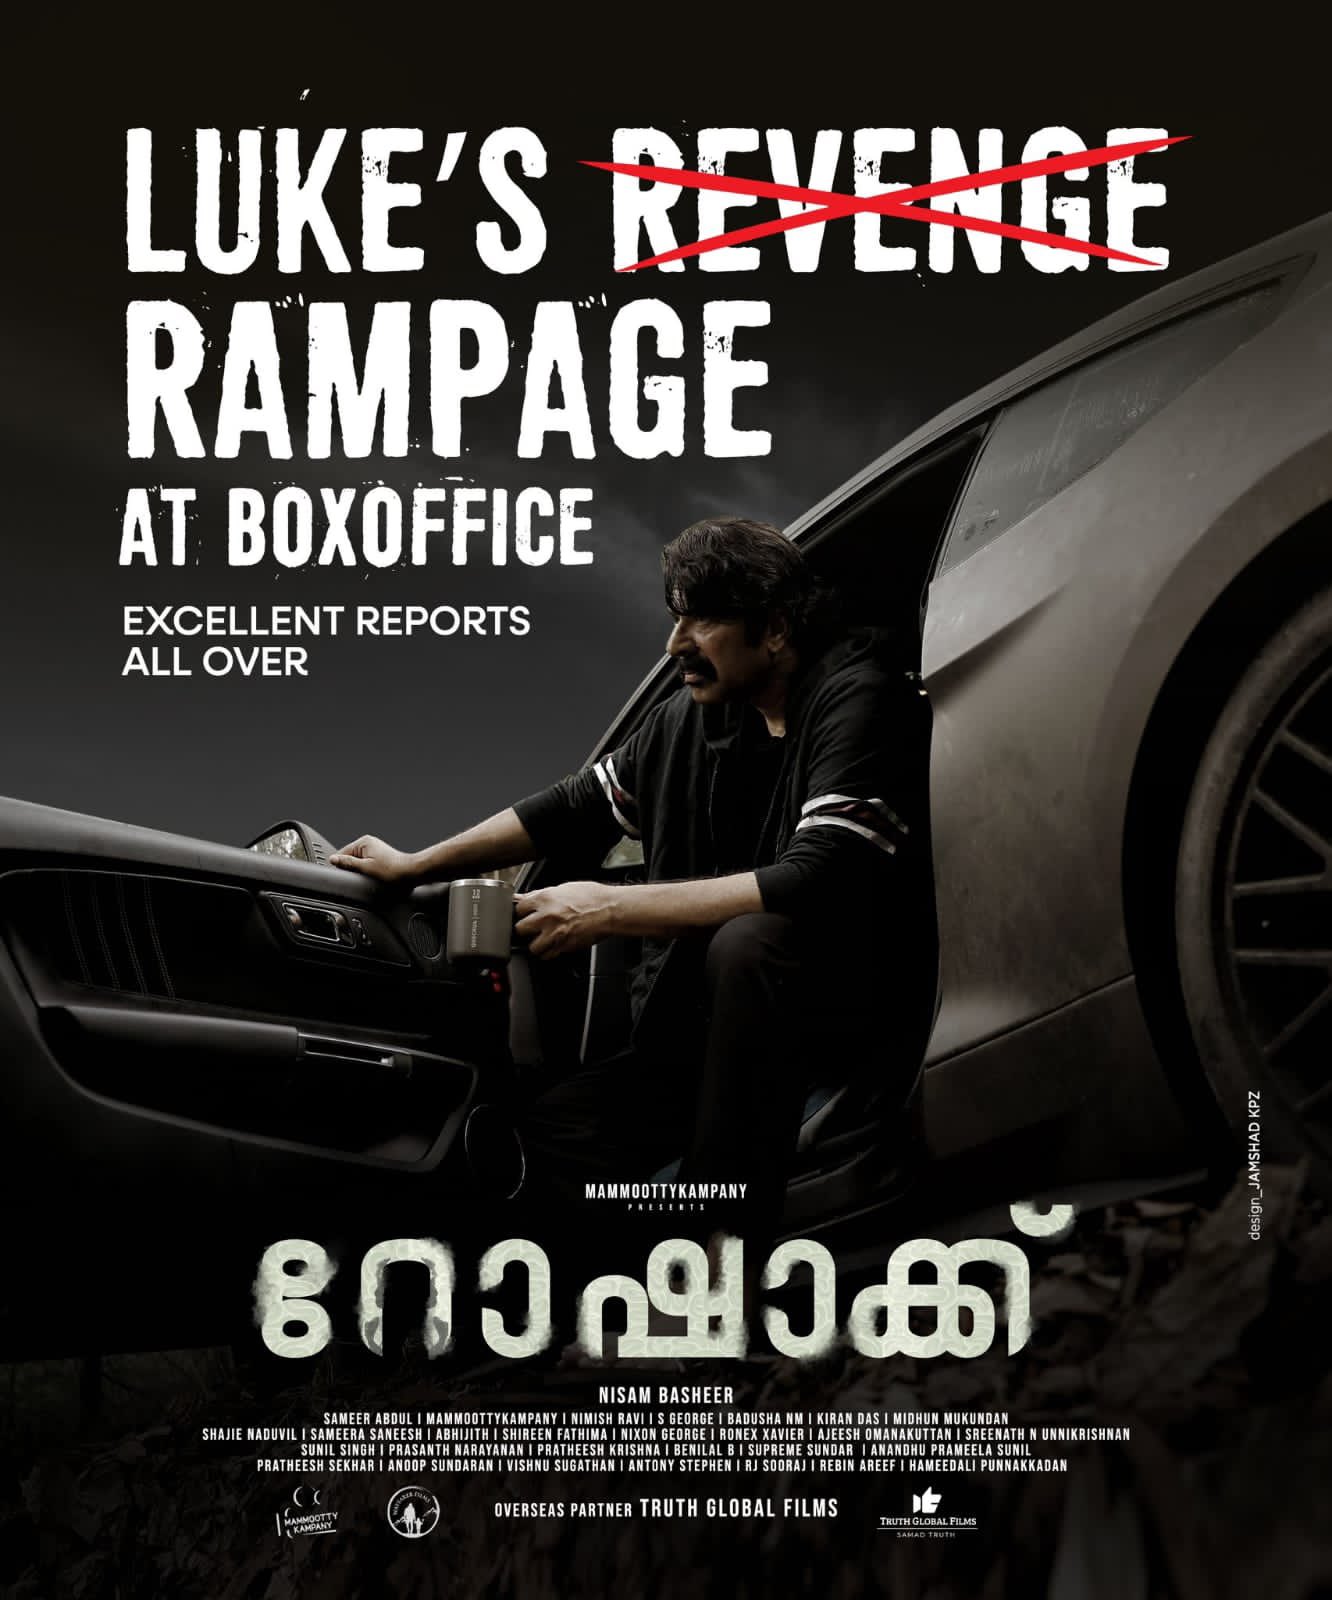 LUKE'S REVENGE
RAMPAGE
AT BOXOFFICE
EXCELLENT REPORTS
ALL OVER
design_JAMSHAD KPZ
MAMMOOTTYKAMPANY
PRESENTS
റോഷാക്ക്
NISAM BASHEER
SAMEER ABDUL | MAMMOOTTYKAMPANY | NIMISH RAVI | S GEORGE | BADUSHA NM | KIRAN DAS | MIDHUN MUKUNDAN
SHAJIE NADUVIL | SAMEERA SANEESH | ABHIJITH | SHIREEN FATHIMA | NIXON GEORGE | RONEX XAVIER | AJEESH OMANAKUTTAN | SREENATH N UNNIKRISHNAN
SUNIL SINGH | PRASANTH NARAYANAN | PRATHEESH KRISHNA | BENILAL B | SUPREME SUNDAR | ANANDHU PRAMEELA SUNIL
PRATHEESH SEKHAR | ANOOP SUNDARAN | VISHNU SUGATHAN | ANTONY STEPHEN | RJ SOORAJ | REBIN AREEF | HAMEEDALI PUNNAKKADAN
MAMMOOTTY
KAMPANY
WAYFARER FILMS
OVERSEAS PARTNER TRUTH GLOBAL FILMS
TRUTH GLOBAL FILMS
SAMAD TRUTH